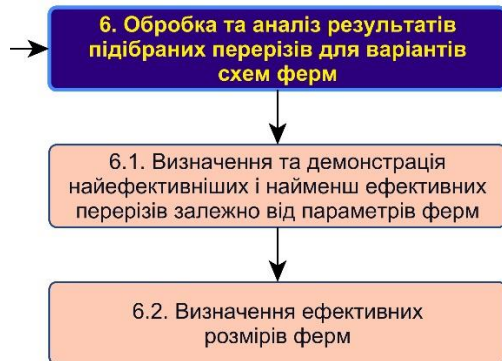 6. Обробка та аналіз результатів
підібраних перерізів для варіантів
схем ферм
6.1. Визначення та демонстрація
найефективніших і найменш ефективних
перерізів залежно від параметрів ферм
6.2. Визначення ефективних
розмірів ферм